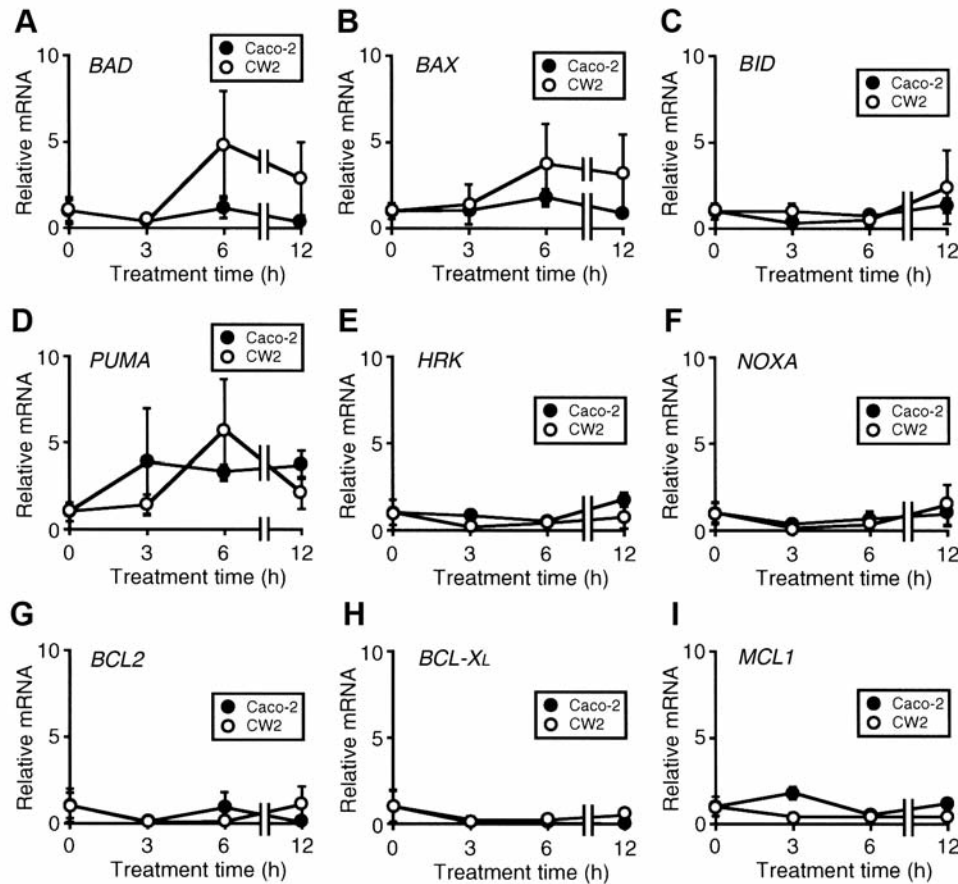 A
BAD
Caco-2
CW2
Relative mRNA
10
5
0
0 3 6 12
Treatment time (h)
B
BAX
Caco-2
CW2
Relative mRNA
10
5
0
0 3 6 12
Treatment time (h)
C
BID
Caco-2
CW2
Relative mRNA
10
5
0
0 3 6 12
Treatment time (h)
D
PUMA
Caco-2
CW2
Relative mRNA
10
5
0
0 3 6 12
Treatment time (h)
E
HRK
Caco-2
CW2
Relative mRNA
10
5
0
0 3 6 12
Treatment time (h)
F
NOXA
Caco-2
CW2
Relative mRNA
10
5
0
0 3 6 12
Treatment time (h)
G
BCL2
Caco-2
CW2
Relative mRNA
10
5
0
0 3 6 12
Treatment time (h)
H
BCL-XL
Caco-2
CW2
Relative mRNA
10
5
0
0 3 6 12
Treatment time (h)
I
MCL1
Caco-2
CW2
Relative mRNA
10
5
0
0 3 6 12
Treatment time (h)